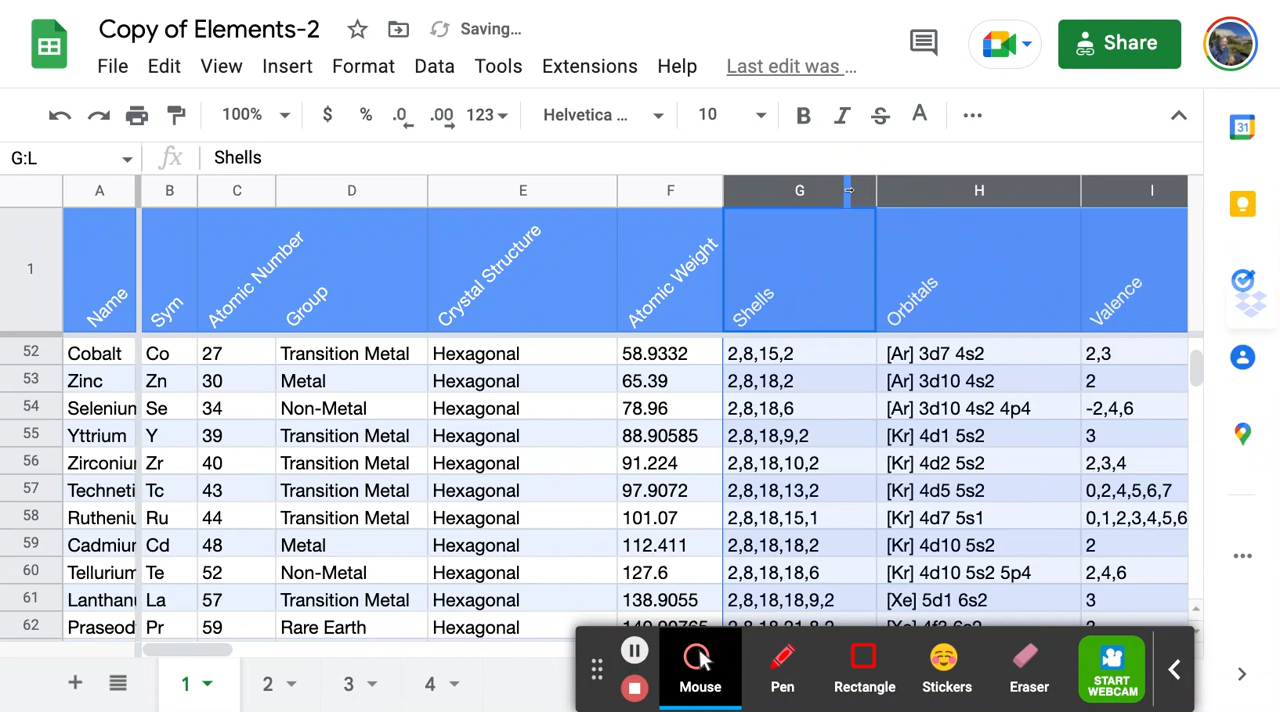 Copy of Elements-2 Saving...
File Edit View Insert Format Data Tools Extensions Help Last edit was ...
Share
100% $ % .0 .00 123 Helvetica ... 10 B I S A ...
31
G:L fx Shells
A B C D E F G H I
1 Name Sym Atomic Number Group Crystal Structure Atomic Weight Shells Orbitals Valence
52 Cobalt Co 27 Transition Metal Hexagonal 58.9332 2,8,15,2 [Ar] 3d7 4s2 2,3
53 Zinc Zn 30 Metal Hexagonal 65.39 2,8,18,2 [Ar] 3d10 4s2 2
54 Selenium Se 34 Non-Metal Hexagonal 78.96 2,8,18,6 [Ar] 3d10 4s2 4p4 -2,4,6
55 Yttrium Y 39 Transition Metal Hexagonal 88.90585 2,8,18,9,2 [Kr] 4d1 5s2 3
56 Zirconiu Zr 40 Transition Metal Hexagonal 91.224 2,8,18,10,2 [Kr] 4d2 5s2 2,3,4
57 Techneti Tc 43 Transition Metal Hexagonal 97.9072 2,8,18,13,2 [Kr] 4d5 5s2 0,2,4,5,6,7
58 Rutheniu Ru 44 Transition Metal Hexagonal 101.07 2,8,18,15,1 [Kr] 4d7 5s1 0,1,2,3,4,5,6
59 Cadmiur Cd 48 Metal Hexagonal 112.411 2,8,18,18,2 [Kr] 4d10 5s2 2
60 Tellurium Te 52 Non-Metal Hexagonal 127.6 2,8,18,18,6 [Kr] 4d10 5s2 5p4 2,4,6
61 Lanthanu La 57 Transition Metal Hexagonal 138.9055 2,8,18,18,9,2 [Xe] 5d1 6s2 3
62 Praseod Pr 59 Rare Earth Hexagonal
1 2 3 4
Mouse Pen Rectangle Stickers Eraser START
WEBCAM